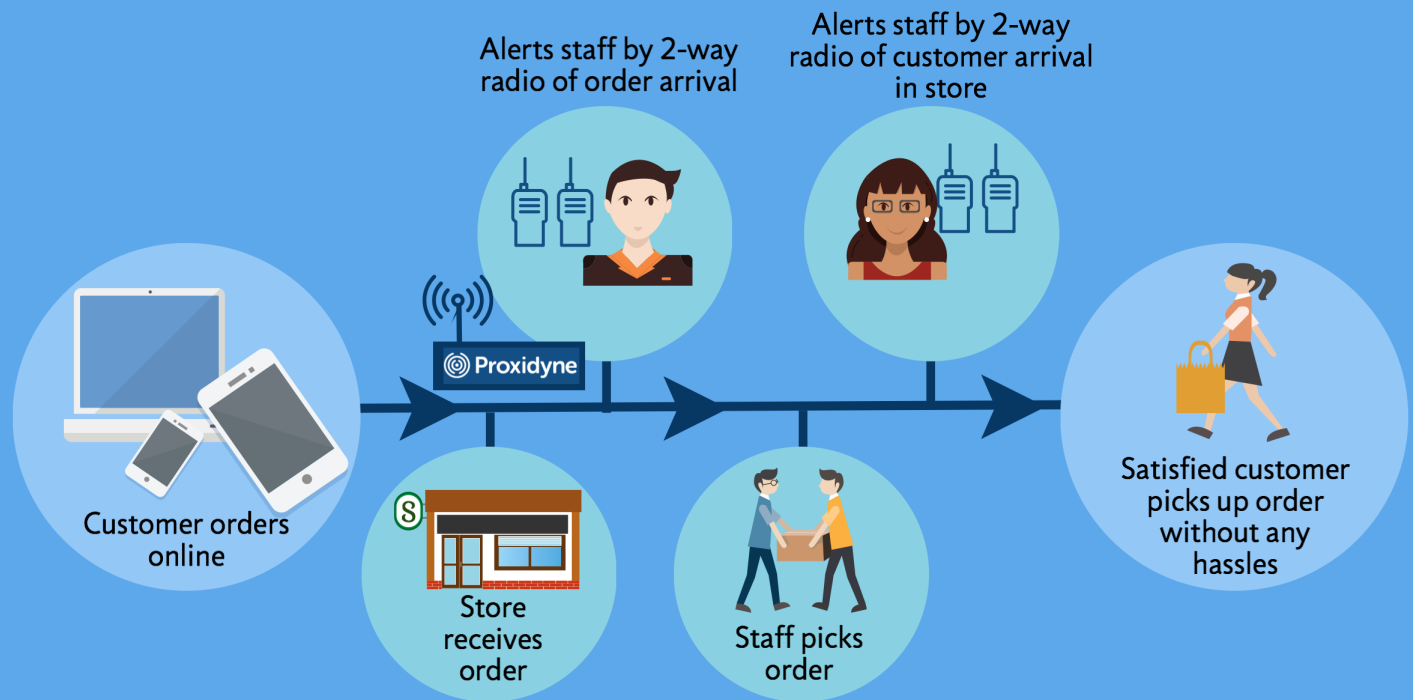 Customer orders
online
Proxidyne
S
Store
receives
order
Alerts staff by 2-way
radio of order arrival
Staff picks
order
Alerts staff by 2-way
radio of customer arrival
in store
Satisfied customer
picks up order
without any
hassles